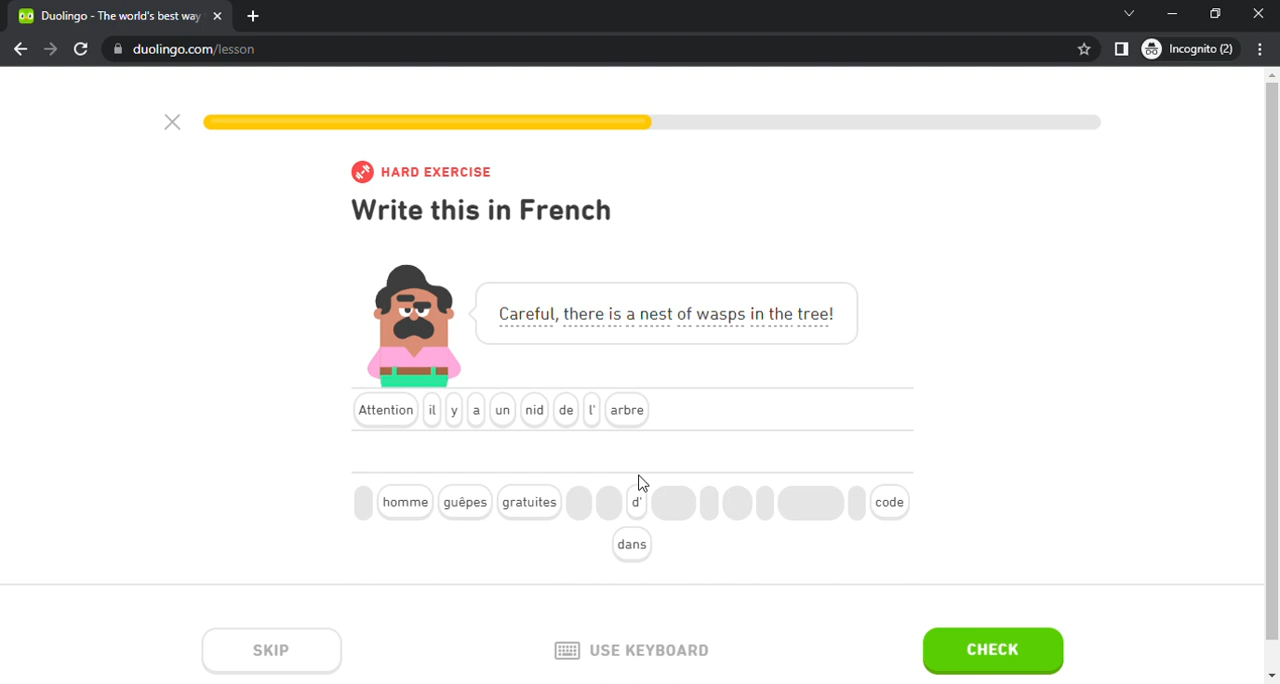 Duolingo - The world's best way
duolingo.com/lesson
Incognito (2)
HARD EXERCISE
Write this in French
Careful, there is a nest of wasps in the tree!
Attention il y a un nid de l' arbre
homme guêpes gratuites d' code
dans
SKIP USE KEYBOARD CHECK